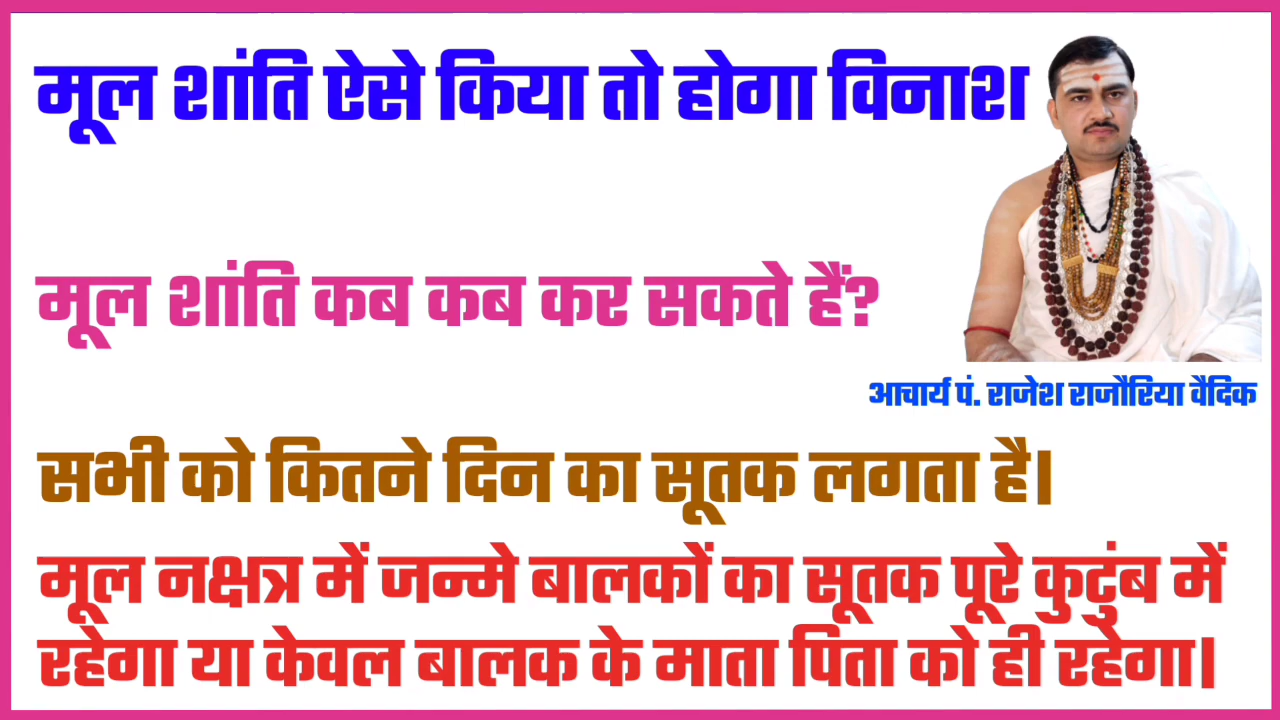 मूल शांति ऐसे किया तो होगा विनाश
मूल शांति कब कब कर सकते हैं?
आचार्य पं. राजेश राजौरिया वैदिक
सभी को कितने दिन का सूतक लगता है।
मूल नक्षत्र में जन्मे बालकों का सूतक पूरे कुटुंब में
रहेगा या केवल बालक के माता पिता को ही रहेगा।